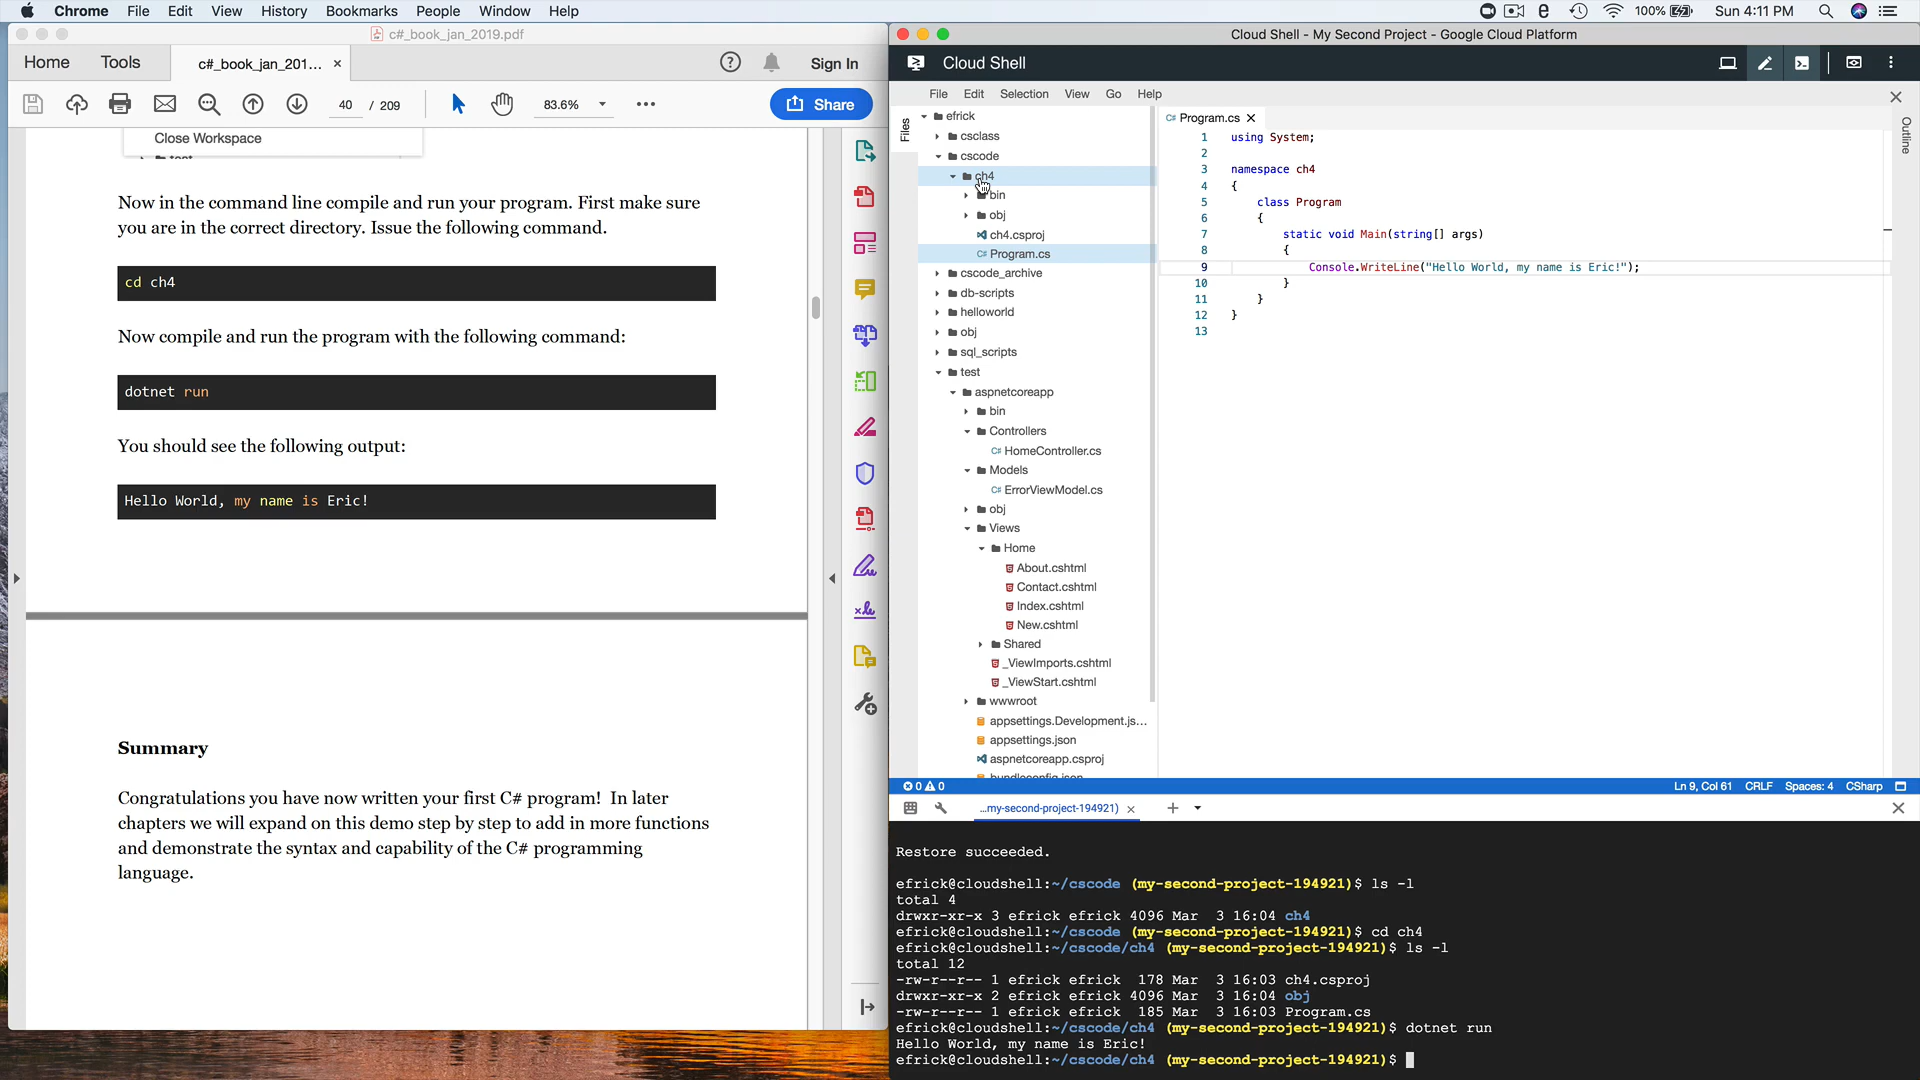 Chrome File Edit View History Bookmarks People Window Help
100% Sun 4:11 PM
c#_book_jan_2019.pdf
Home Tools c#_book_jan_201... × Sign In
40 / 209 83.6% Share
Close Workspace
Now in the command line compile and run your program. First make sure
you are in the correct directory. Issue the following command.
cd ch4
Now compile and run the program with the following command:
dotnet run
You should see the following output:
Hello World, my name is Eric!
Summary
Congratulations you have now written your first C# program! In later
chapters we will expand on this demo step by step to add in more functions
and demonstrate the syntax and capability of the C# programming
language.
Cloud Shell - My Second Project - Google Cloud Platform
Cloud Shell
File Edit Selection View Go Help
Files
efrick
csclass
cscode
ch4
bin
obj
ch4.csproj
Program.cs
cscode_archive
db-scripts
helloworld
obj
sql_scripts
test
aspnetcoreapp
bin
Controllers
HomeController.cs
Models
ErrorViewModel.cs
obj
Views
Home
About.cshtml
Contact.cshtml
Index.cshtml
New.cshtml
Shared
_ViewImports.cshtml
_ViewStart.cshtml
wwwroot
appsettings.Development.js...
appsettings.json
aspnetcoreapp.csproj
bundleconfig.json
Program.cs
Outline
1 using System;
2
3 namespace ch4
4 {
5 class Program
6 {
7 static void Main(string[] args)
8 {
9 Console.WriteLine("Hello World, my name is Eric!");
10 }
11 }
12 }
13
0 0 Ln 9, Col 61 CRLF Spaces: 4 CSharp
...my-second-project-194921) ×
Restore succeeded.
efrick@cloudshell:~/cscode (my-second-project-194921)$ ls -l
total 4
drwxr-xr-x 3 efrick efrick 4096 Mar 3 16:04 ch4
efrick@cloudshell:~/cscode (my-second-project-194921)$ cd ch4
efrick@cloudshell:~/cscode/ch4 (my-second-project-194921)$ ls -l
total 12
-rw-r--r-- 1 efrick efrick 178 Mar 3 16:03 ch4.csproj
drwxr-xr-x 2 efrick efrick 4096 Mar 3 16:04 obj
-rw-r--r-- 1 efrick efrick 185 Mar 3 16:03 Program.cs
efrick@cloudshell:~/cscode/ch4 (my-second-project-194921)$ dotnet run
Hello World, my name is Eric!
efrick@cloudshell:~/cscode/ch4 (my-second-project-194921)$